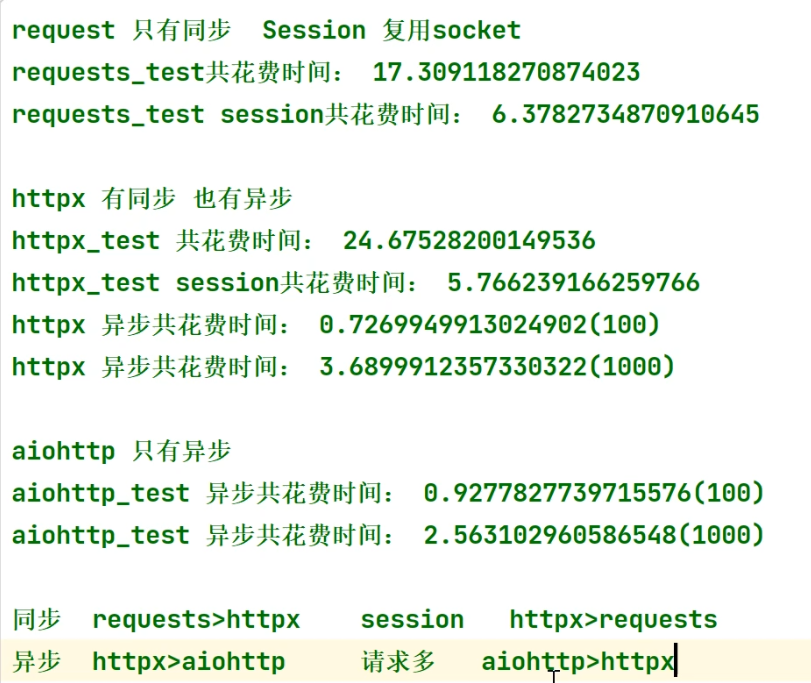 request 只有同步  Session 复用socket
requests_test共花费时间： 17.309118270874023
requests_test session共花费时间： 6.3782734870910645
httpx 有同步 也有异步
httpx_test 共花费时间： 24.67528200149536
httpx_test session共花费时间： 5.766239166259766
httpx 异步共花费时间： 0.7269949913024902(100)
httpx 异步共花费时间： 3.6899912357330322(1000)
aiohttp 只有异步
aiohttp_test 异步共花费时间： 0.9277827739715576(100)
aiohttp_test 异步共花费时间： 2.563102960586548(1000)
同步  requests>httpx    session   httpx>requests
异步  httpx>aiohttp     请求多   aiohttp>httpx